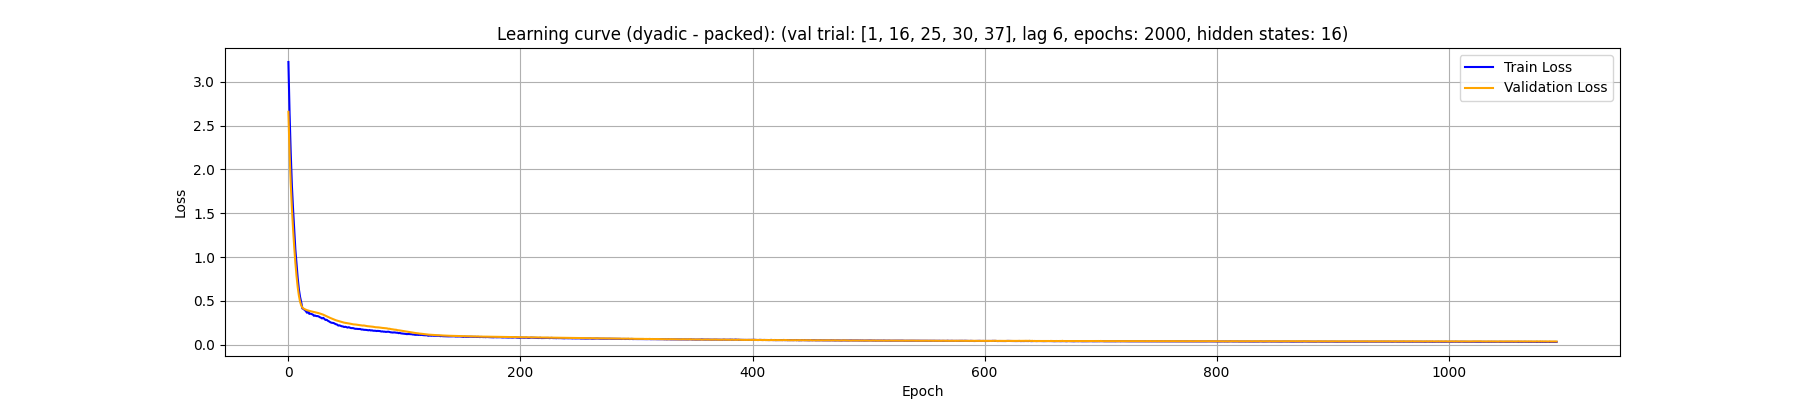 Learning curve (dyadic - packed): (val trial: [1, 16, 25, 30, 37], lag 6, epochs: 2000, hidden states: 16)
Train Loss
Validation Loss
3.0
2.5
2.0
1.5
1.0
0.5
0.0
Loss
0 200 400 600 800 1000
Epoch